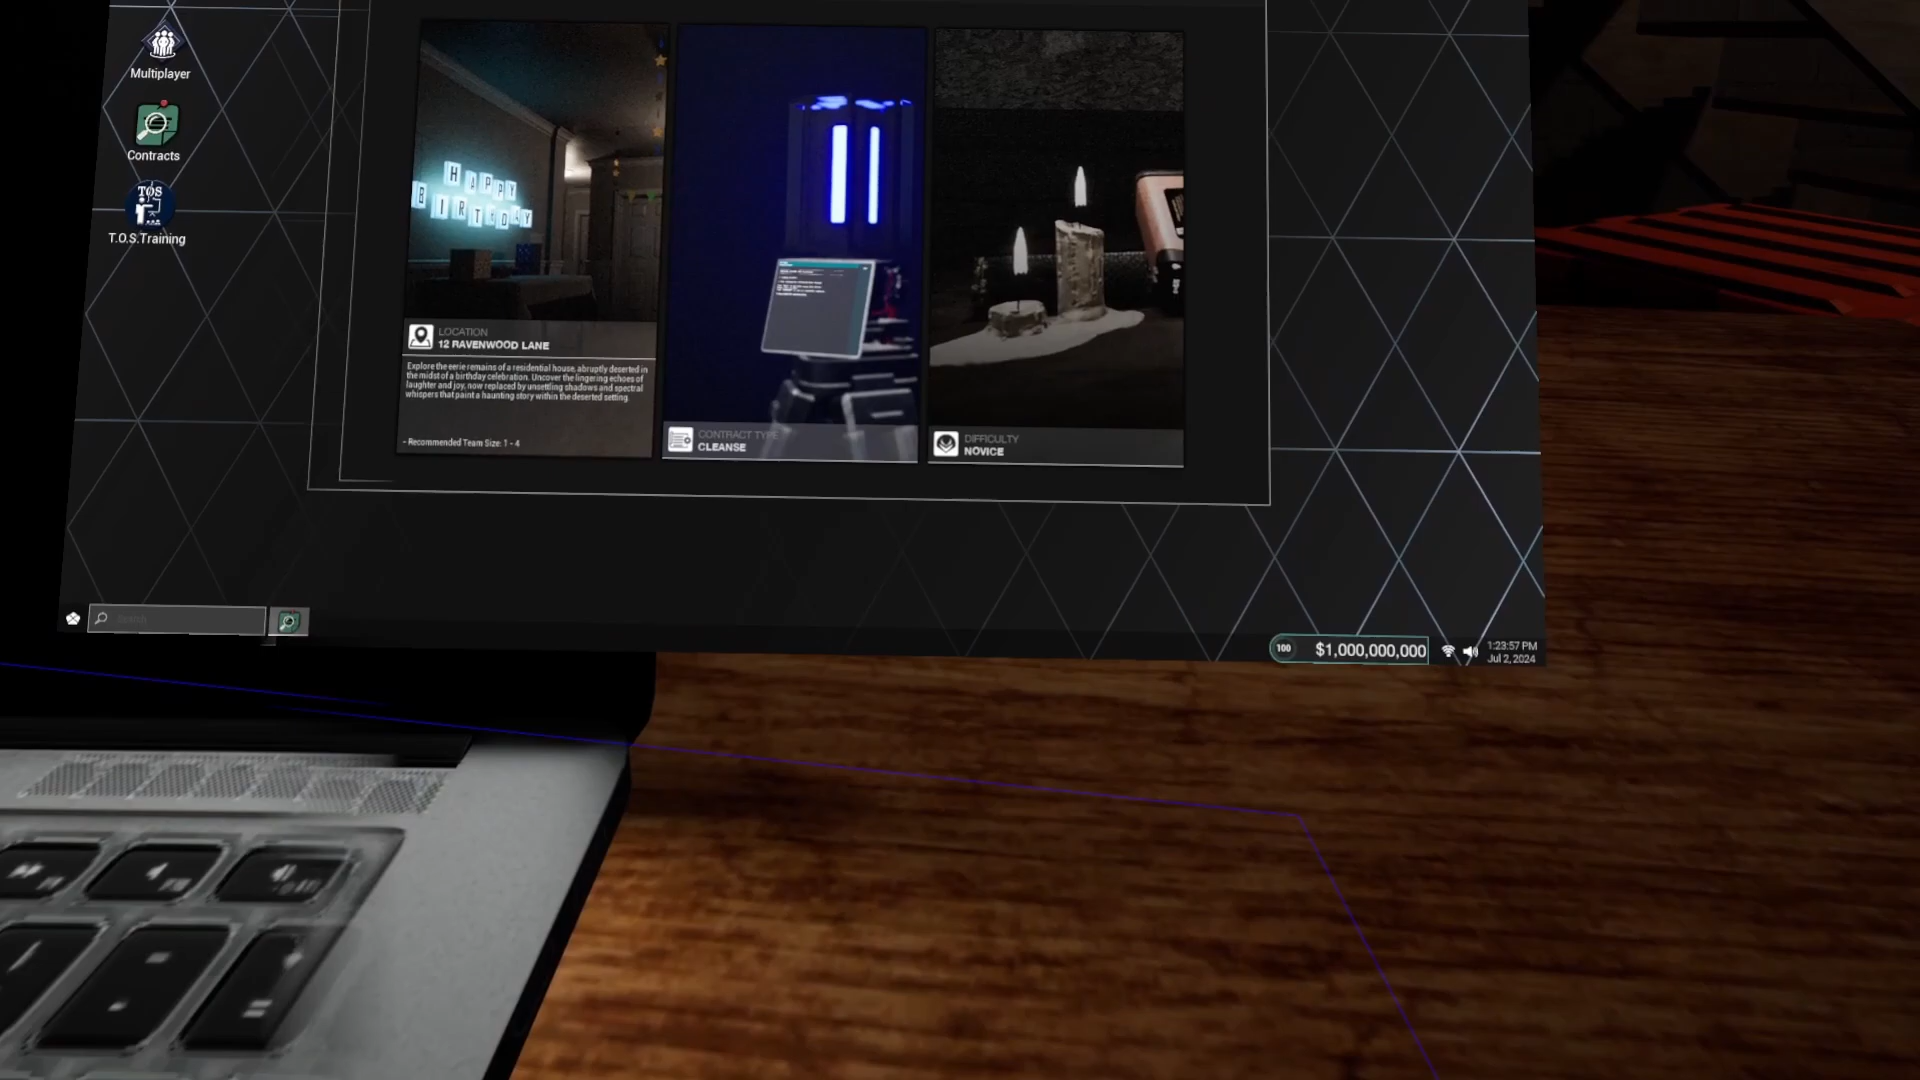 Multiplayer
Contracts
T.O.S.
T.O.S.Training
HAPPY
BIRTHDAY
LOCATION
12 RAVENWOOD LANE
Explore the eerie remains of a residential house, abruptly deserted in
the midst of a birthday celebration. Uncover the lingering echoes of
laughter and joy, now replaced by unsettling shadows and spectral
whispers that paint a haunting story within the deserted setting.
- Recommended Team Size: 1 - 4
CONTRACT TYPE
CLEANSE
DIFFICULTY
NOVICE
Search
100
$1,000,000,000
1:23:57 PM
Jul 2, 2024